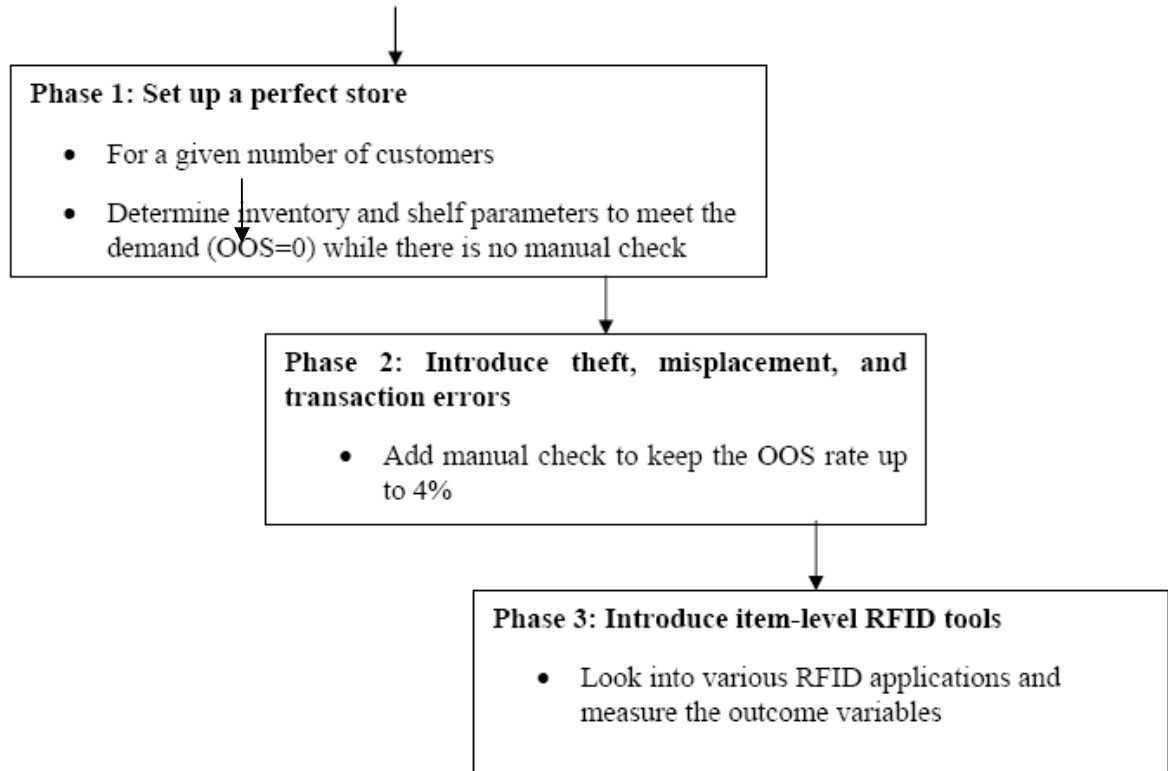 Phase 1: Set up a perfect store
• For a given number of customers
• Determine inventory and shelf parameters to meet the
demand (OOS=0) while there is no manual check
Phase 2: Introduce theft, misplacement, and
transaction errors
• Add manual check to keep the OOS rate up
to 4%
Phase 3: Introduce item-level RFID tools
• Look into various RFID applications and
measure the outcome variables